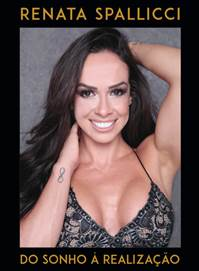 RENATA SPALLICCI
DO SONHO À REALIZAÇÃO